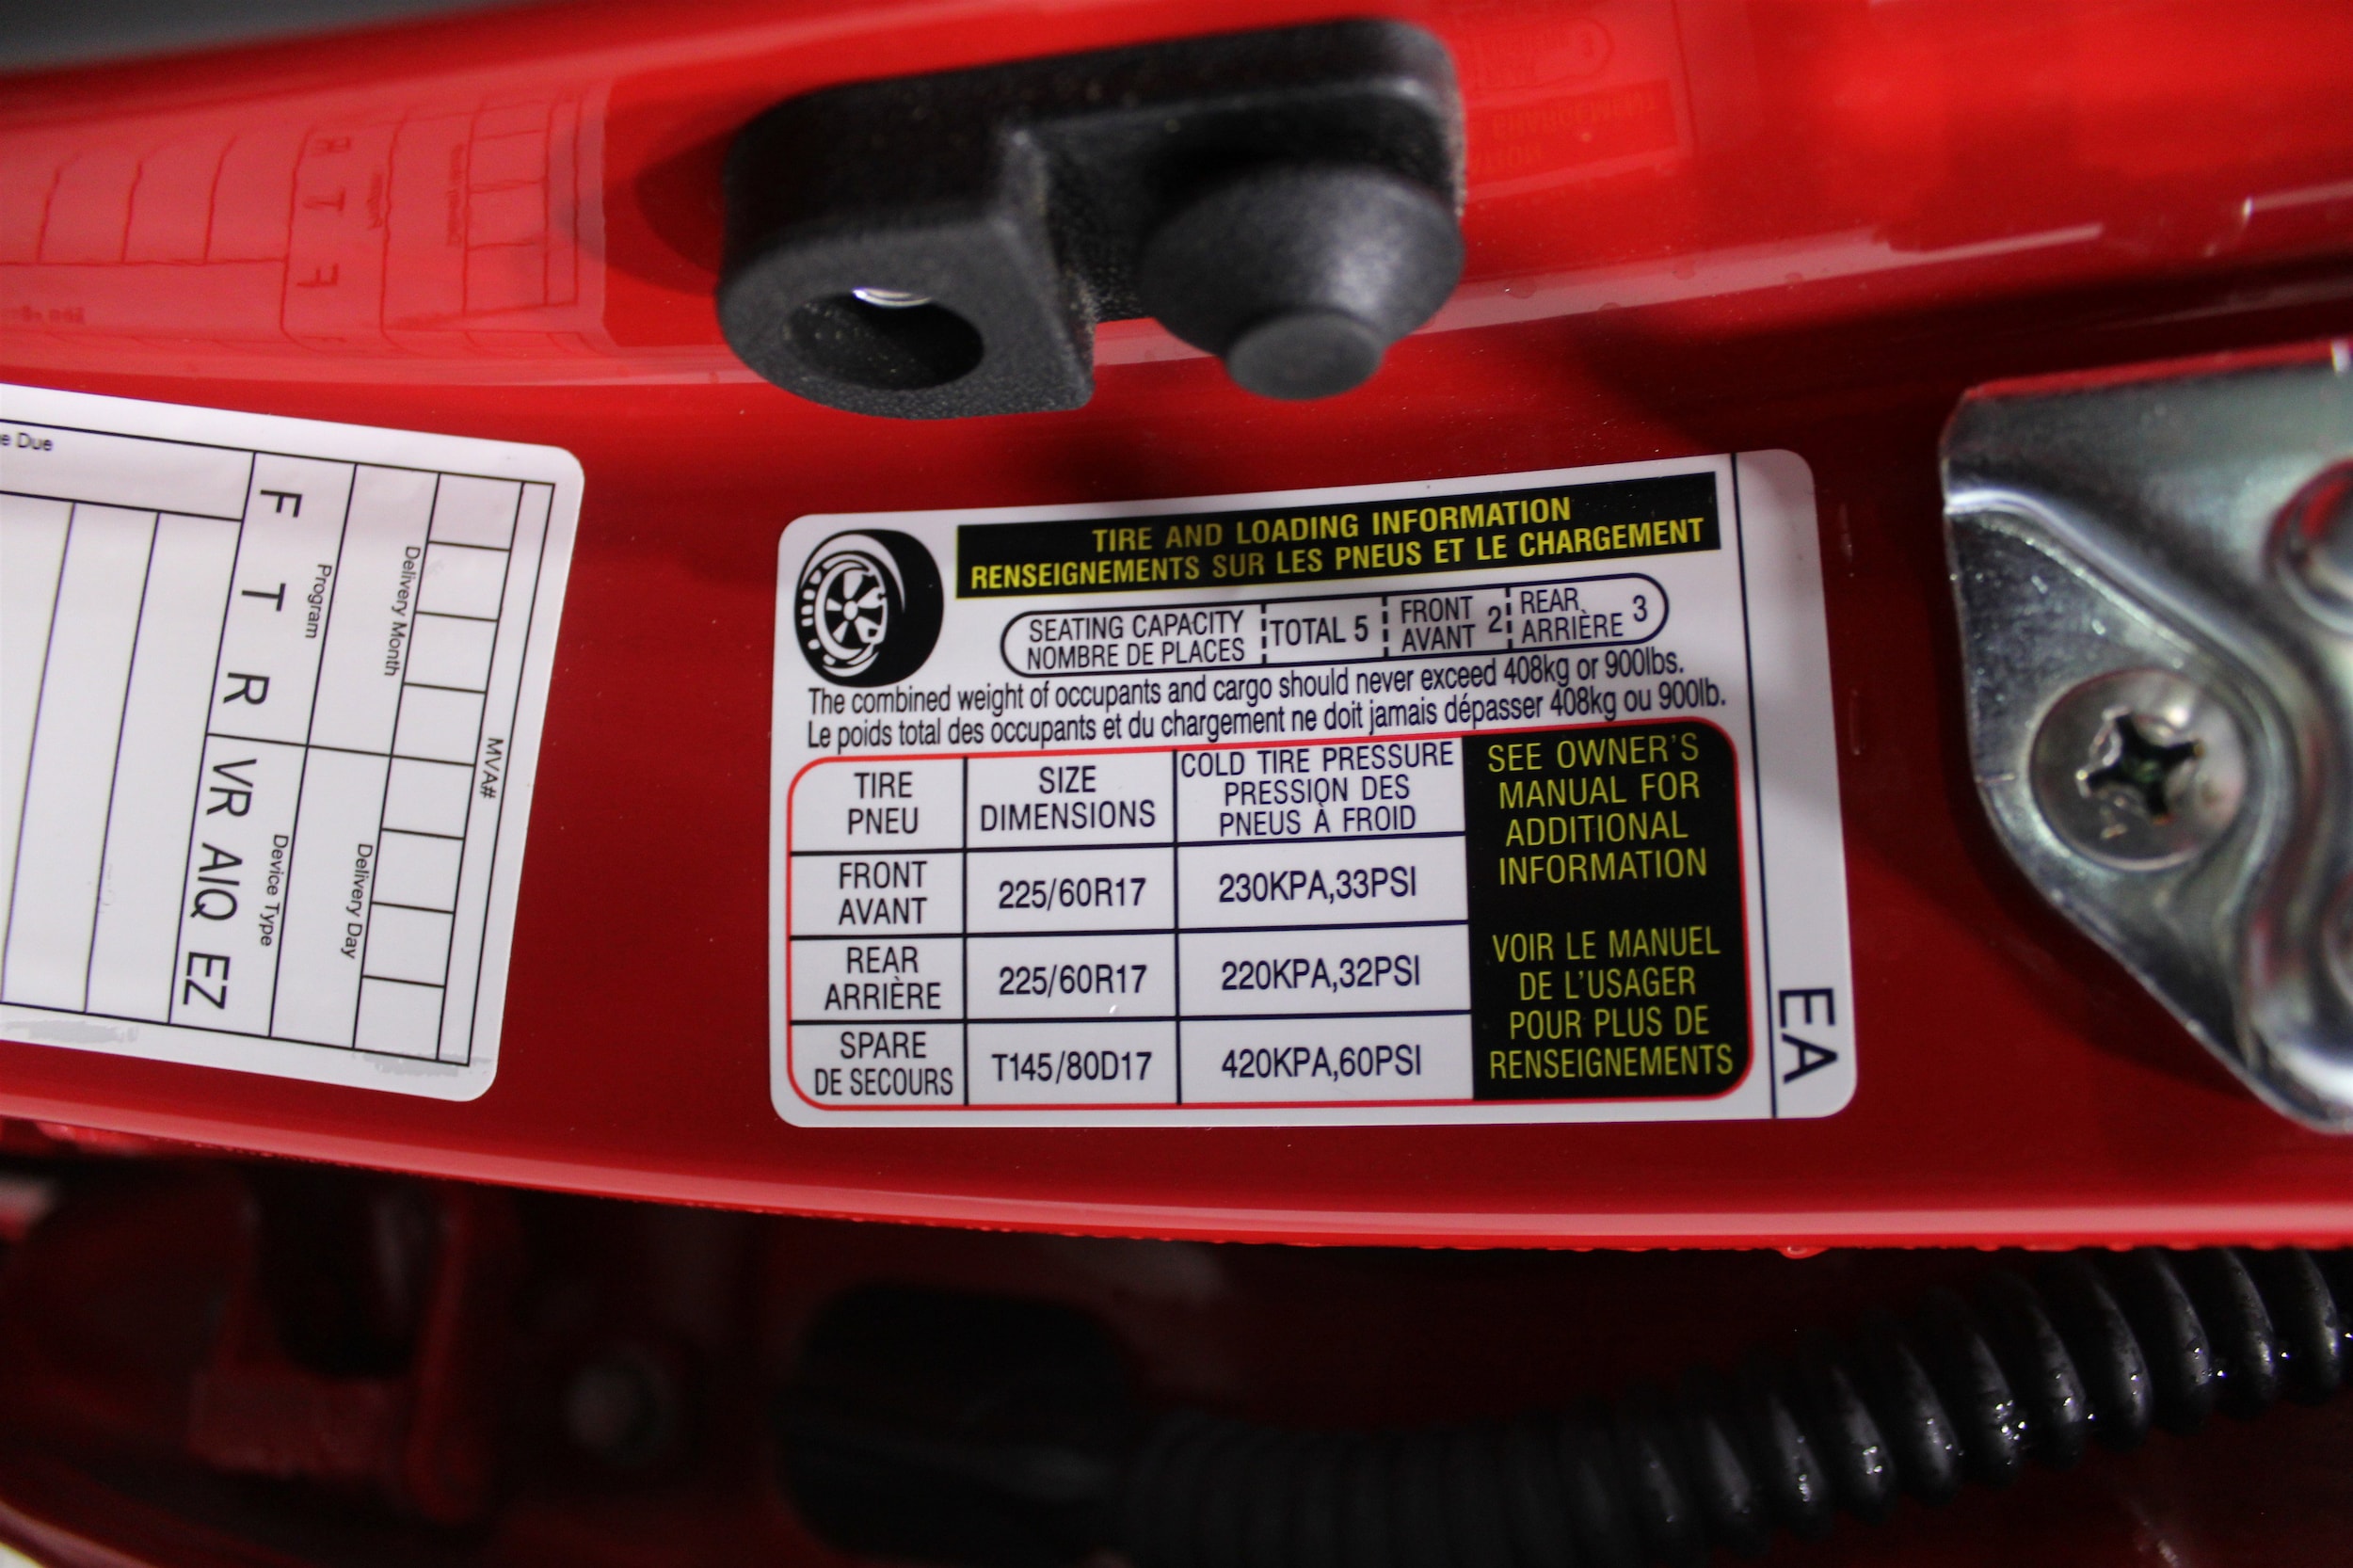 e Due
F T R
Program
Delivery Month
MVA#
VR AIQ EZ
Device Type
Delivery Day
TIRE AND LOADING INFORMATION
RENSEIGNEMENTS SUR LES PNEUS ET LE CHARGEMENT
SEATING CAPACITY
NOMBRE DE PLACES
TOTAL 5
FRONT
AVANT 2
REAR
ARRIÈRE 3
The combined weight of occupants and cargo should never exceed 408kg or 900lbs.
Le poids total des occupants et du chargement ne doit jamais dépasser 408kg ou 900lb.
TIRE
PNEU
SIZE
DIMENSIONS
COLD TIRE PRESSURE
PRESSION DES
PNEUS À FROID
FRONT
AVANT
225/60R17
230KPA,33PSI
REAR
ARRIÈRE
225/60R17
220KPA,32PSI
SPARE
DE SECOURS
T145/80D17
420KPA,60PSI
SEE OWNER'S
MANUAL FOR
ADDITIONAL
INFORMATION
VOIR LE MANUEL
DE L'USAGER
POUR PLUS DE
RENSEIGNEMENTS
EA